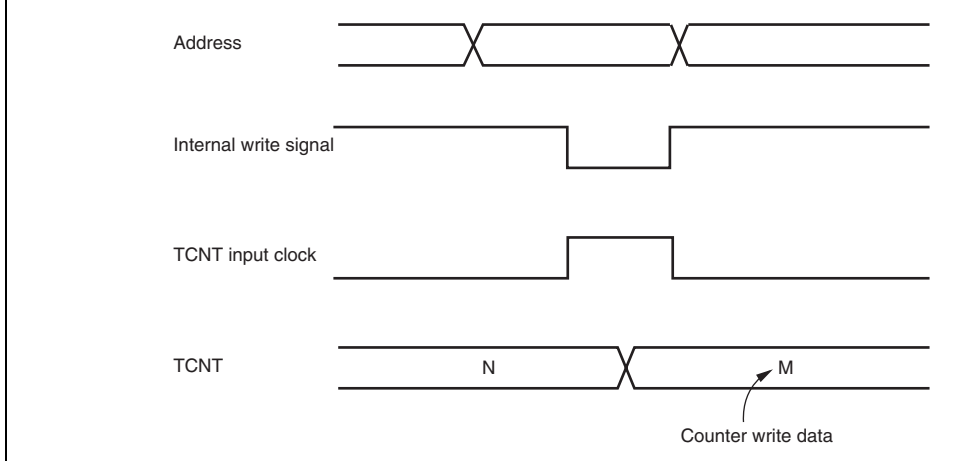 Address
Internal write signal
TCNT input clock
TCNT
N
M
Counter write data